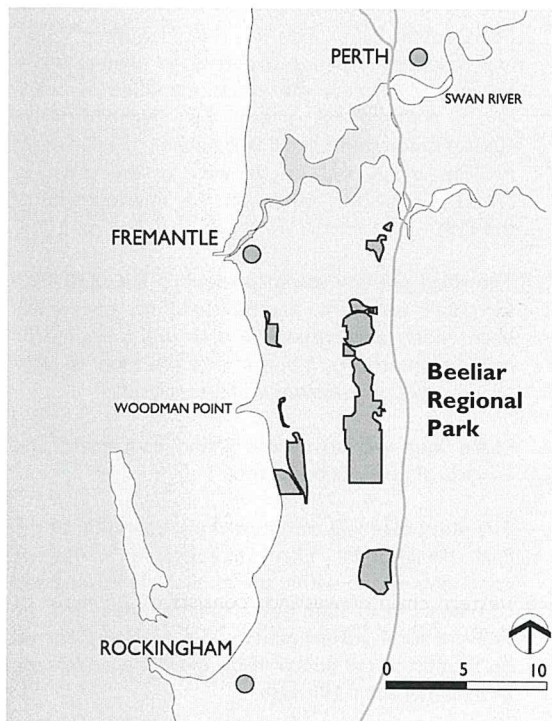 PERTH
SWAN RIVER
FREMANTLE
Beeliar
Regional
Park
WOODMAN POINT
ROCKINGHAM
0 5 10